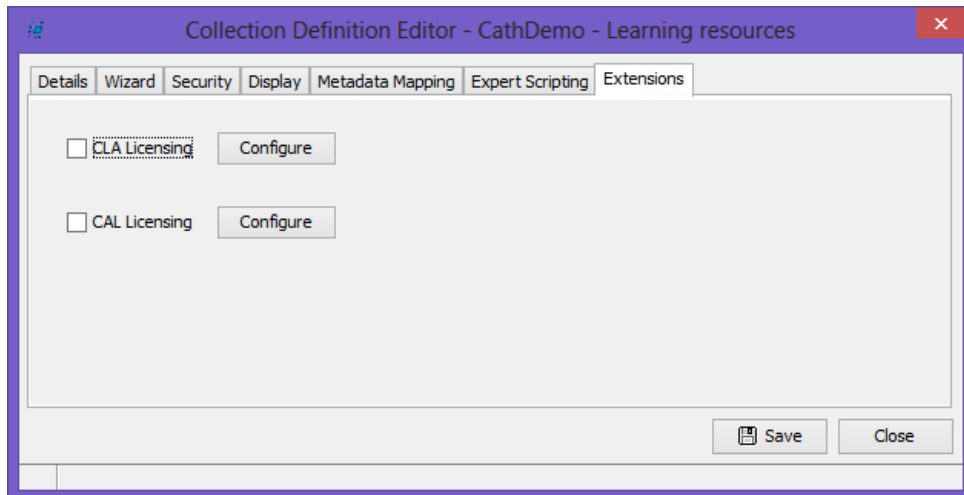 Collection Definition Editor - CathDemo - Learning resources
Details Wizard Security Display Metadata Mapping Expert Scripting Extensions
CLA Licensing Configure
CAL Licensing Configure
Save Close